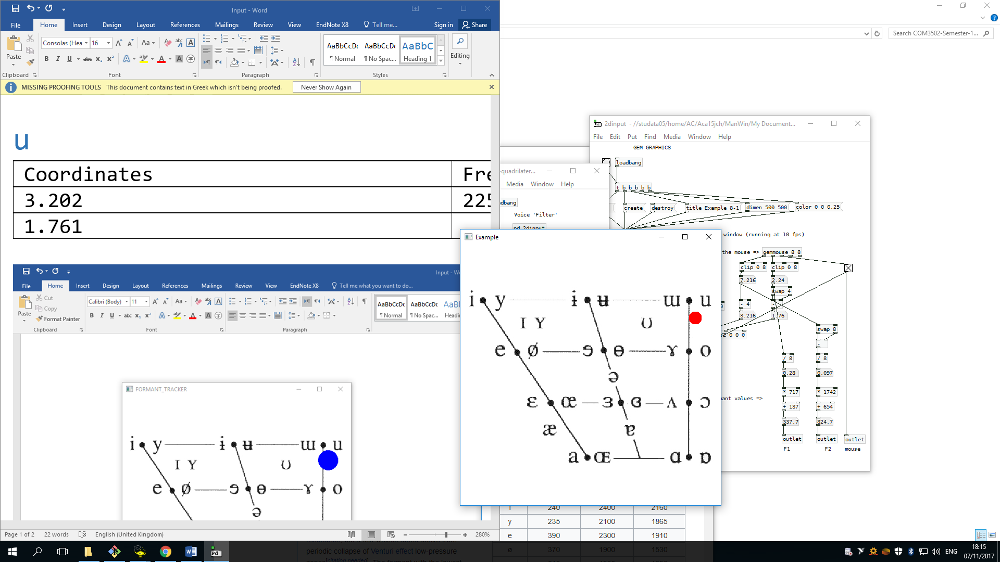 Input - Word
File Home Insert Design Layout References Mailings Review View EndNote X8 Tell me... Sign in Share
Paste
Consolas (Hea 16
Aa
B I U abc x₂ x²
AaBbCcDc AaBbCcDc AaBbC
¶ Normal ¶ No Spac... Heading 1
Editing
Clipboard Font Paragraph Styles
MISSING PROOFING TOOLS This document contains text in Greek which isn't being proofed. Never Show Again
u
Coordinates Fre
3.202 225
1.761
Input - W
File Home Insert Design Layout References Mailings Review View EndNote X8 Tell me what you want to do...
Paste
Cut
Copy
Format Painter
Calibri (Body) 11
Aa
B I U abc x₂ x²
AaBbCcDc AaBbCcDc AaBb
¶ Normal ¶ No Spac... Heading
Clipboard Font Paragraph
FORMANT_TRACKER
i y ɨ ʉ ɯ u
I Y ʊ
e ø ɘ ɵ ɤ o
ə
Page 1 of 2 22 words English (United Kingdom) 280%
Search COM3502-Semester-1...
2dinput - //studata05/home/AC/Aca15jch/ManWin/My Document...
File Edit Put Find Media Window Help
GEM GRAPHICS
loadbang
t b b b b b
create destroy title Example 8-1 dimen 500 500 color 0 0 0.25
window (running at 10 fps)
the mouse => gemmouse 8 8
clip 0 8 clip 0 8
7.216 2.24
swap 4
- 4 -
3.216 1.76
swap 8
-
0 0 0
/ 8 / 8
0.28 0.097
* 717 * 1742
ant values =>
+ 137 + 654
337.7 824.7
outlet outlet outlet
F1 F2 mouse
-quadrilater...
Media Window Help
adbang
Voice 'Filter'
pd 2dinput
Example
i y ɨ ʉ ɯ u
I Y ʊ
e ø ɘ ɵ ɤ o
ə
ɛ œ ɜ ɞ ʌ ɔ
æ ɐ
a Œ ɑ ɒ
i 240 2400 2160
y 235 2100 1865
e 390 2300 1910
ø 370 1900 1530
periodic collapse of Venturi effect low-pressure
Pd
ENG
18:15
07/11/2017